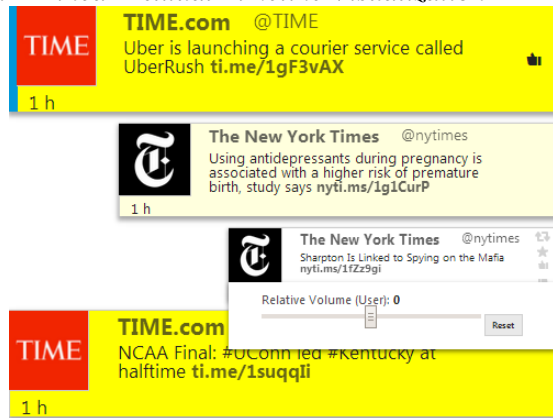 TIME
TIME.com @TIME
Uber is launching a courier service called
UberRush ti.me/1gF3vAX
1 h
The New York Times @nytimes
Using antidepressants during pregnancy is
associated with a higher risk of premature
birth, study says nyti.ms/1g1CurP
1 h
The New York Times @nytimes
Sharpton Is Linked to Spying on the Mafia
nyti.ms/1fZz9gi
Relative Volume (User): 0
Reset
TIME
TIME.com
NCAA Final: #UConn led #Kentucky at
halftime ti.me/1suqqIi
1 h